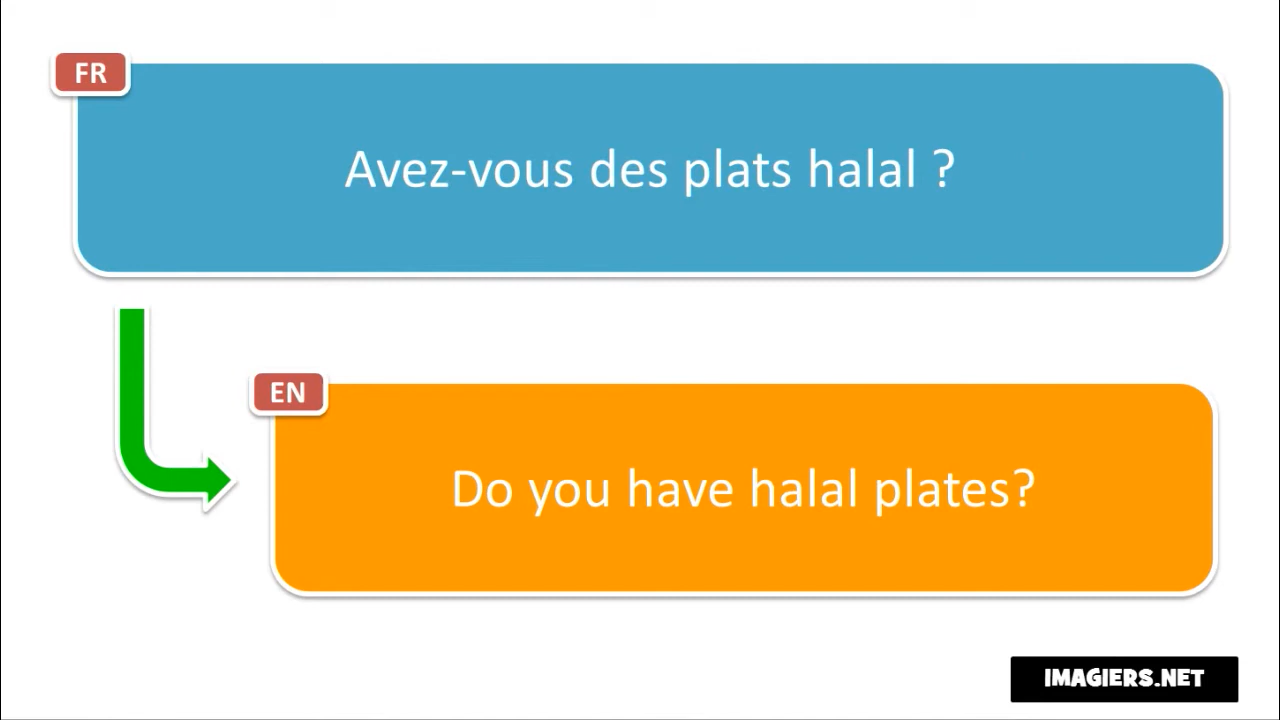 FR
Avez-vous des plats halal ?
EN
Do you have halal plates?
IMAGIERS.NET